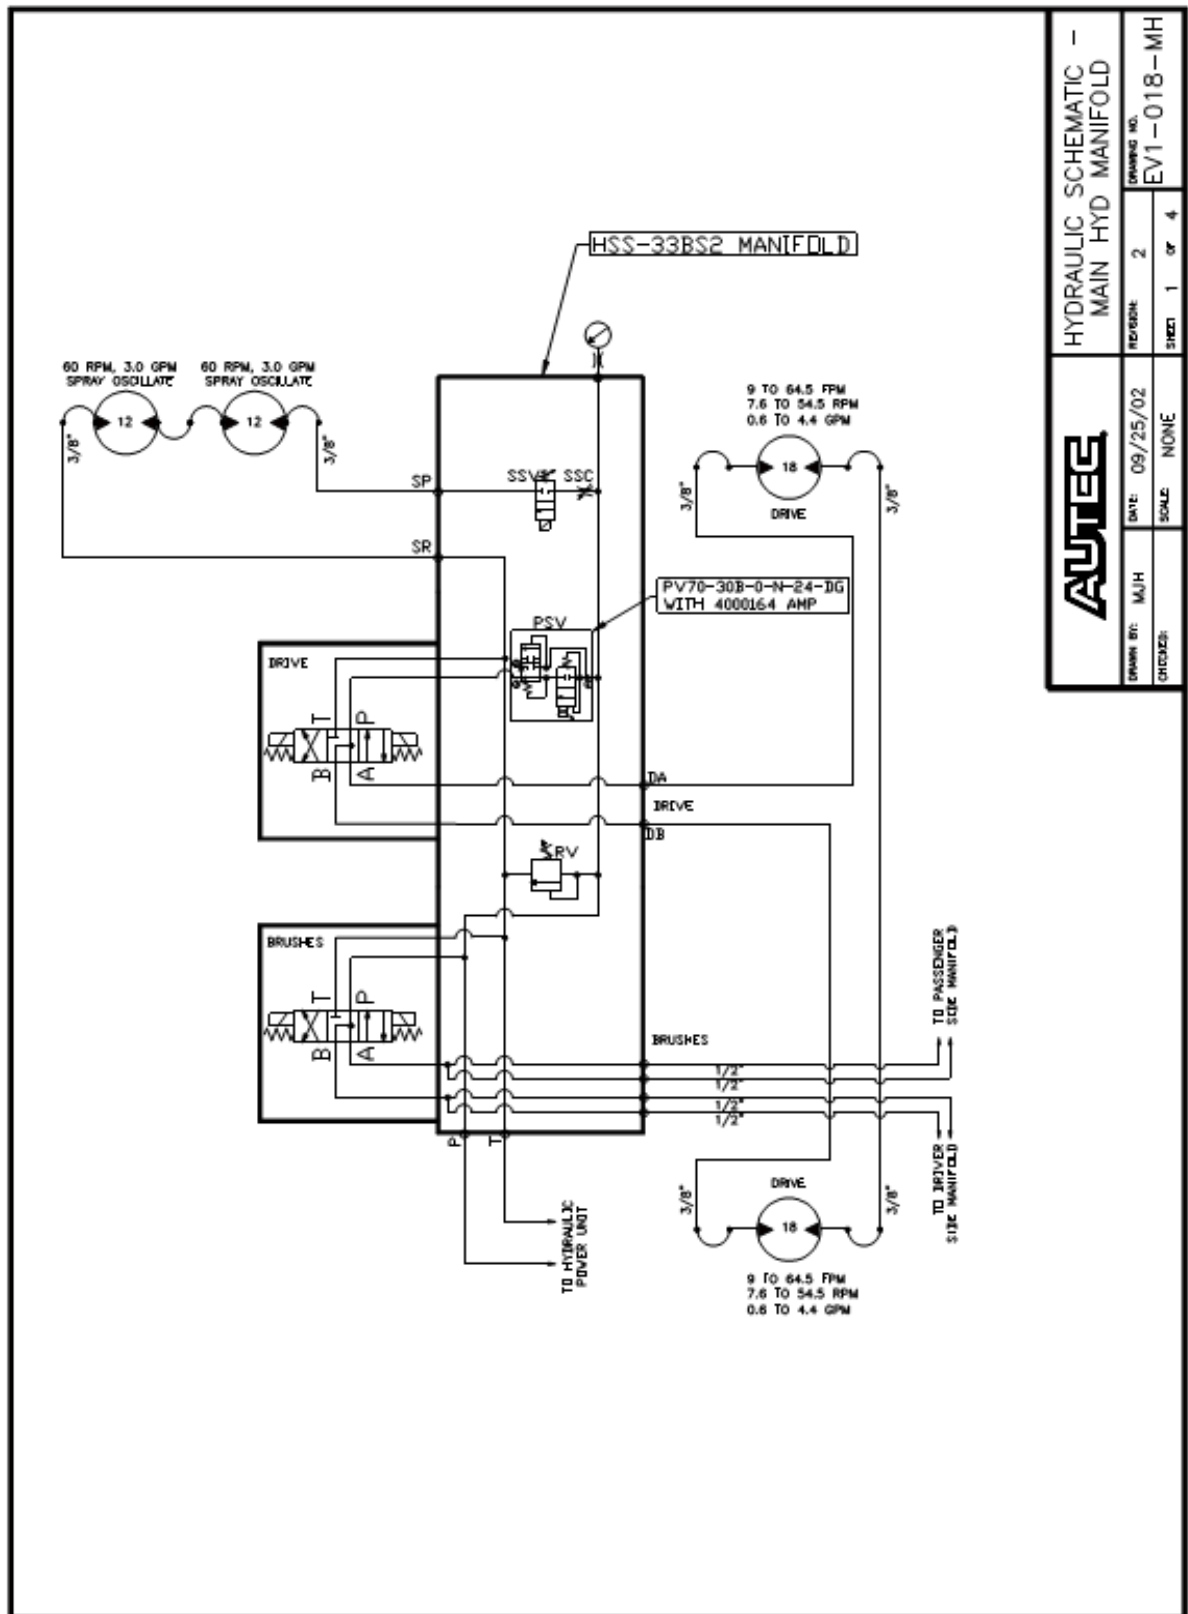 HYDRAULIC SCHEMATIC –
MAIN HYD MANIFOLD
DRAWING NO.
EV1-018-MH
REVISION: 2
SHEET 1 OF 4
AUTEC
DATE: 09/25/02
SCALE: NONE
DRAWN BY: MJH
CHECKED:
HSS-33BS2 MANIFOLD
60 RPM, 3.0 GPM
SPRAY OSCILLATE
60 RPM, 3.0 GPM
SPRAY OSCILLATE
12
12
3/8"
3/8"
9 TO 64.5 FPM
7.6 TO 54.5 RPM
0.6 TO 4.4 GPM
18
3/8"
3/8"
DRIVE
SP
SSV
SSC
SR
PV70-30B-0-N-24-DG
WITH 4000164 AMP
PSV
DRIVE
T
P
B
A
DA
DRIVE
DB
RV
BRUSHES
T
P
B
A
TO PASSENGER
SIDE MANIFOLD
BRUSHES
1/2"
1/2"
1/2"
1/2"
P
T
TO DRIVER
SIDE MANIFOLD
TO HYDRAULIC
POWER UNIT
DRIVE
3/8"
3/8"
18
9 TO 64.5 FPM
7.6 TO 54.5 RPM
0.6 TO 4.4 GPM